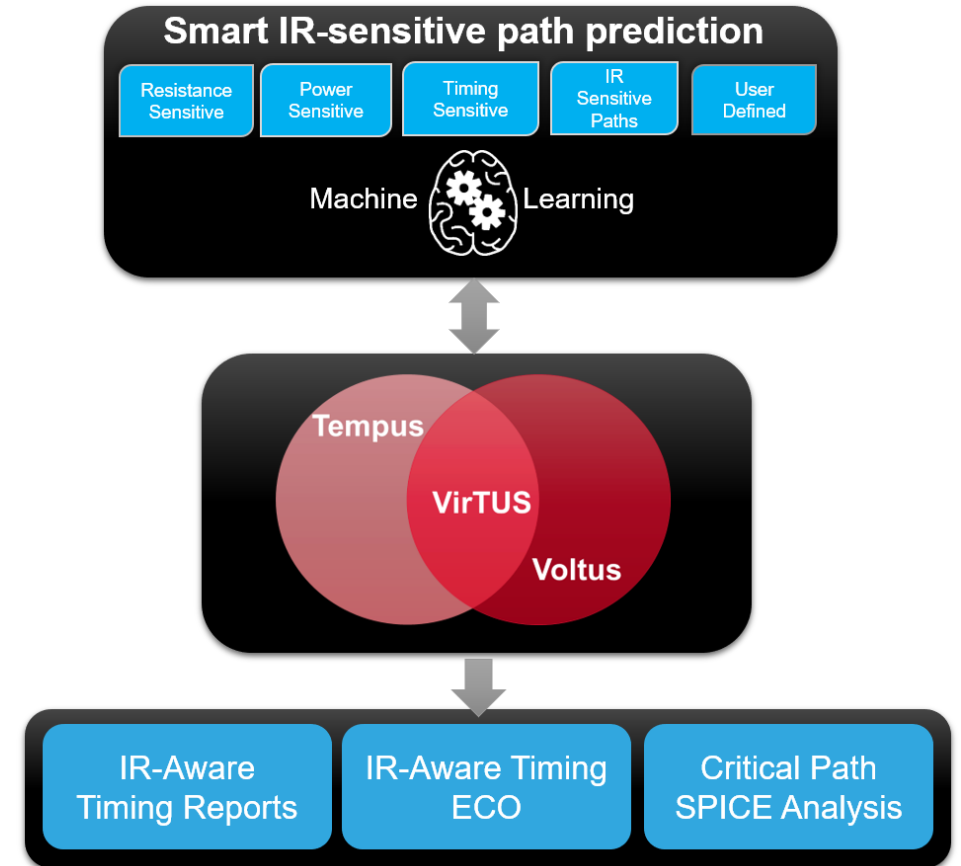 Smart IR-sensitive path prediction
Resistance
Sensitive
Power
Sensitive
Timing
Sensitive
IR
Sensitive
Paths
User
Defined
Machine Learning
Tempus
VirTUS
Voltus
IR-Aware
Timing Reports
IR-Aware Timing
ECO
Critical Path
SPICE Analysis